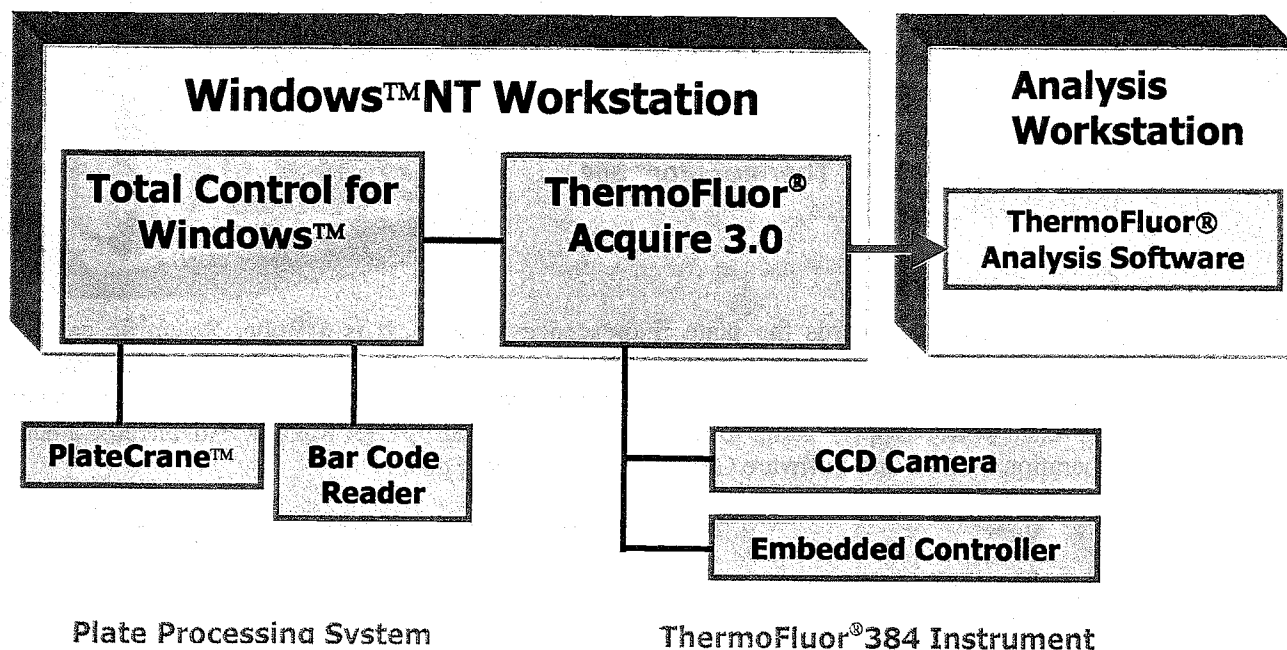 Windows™NT Workstation
Analysis
Workstation
Total Control for
Windows™
ThermoFluor®
Acquire 3.0
ThermoFluor®
Analysis Software
PlateCrane™
Bar Code
Reader
CCD Camera
Embedded Controller
Plate Processing System
ThermoFluor®384 Instrument